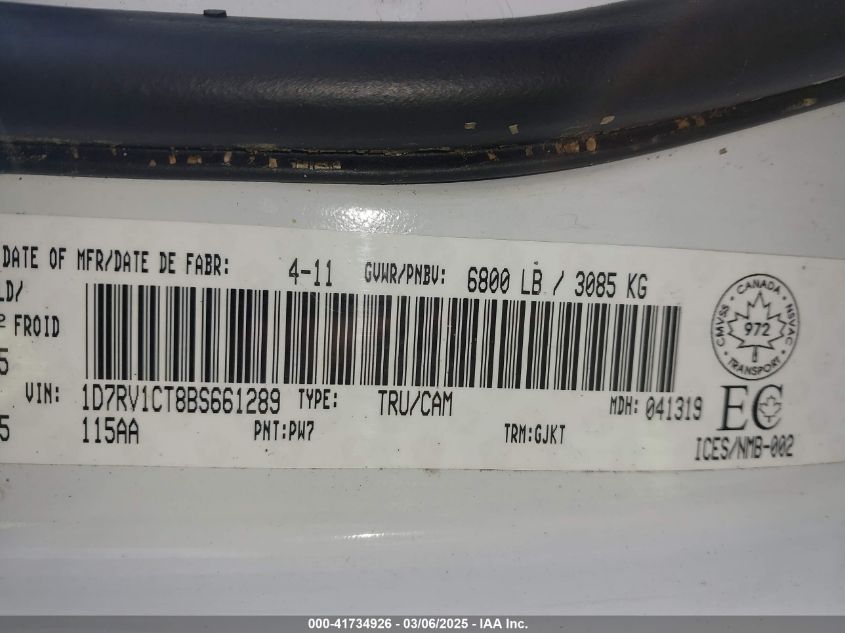 DATE OF MFR/DATE DE FABR: 4-11 GVWR/PNBV: 6800 LB / 3085 KG
LD/
FROID
5
VIN: 1D7RV1CT8BS661289 TYPE: TRU/CAM MDH: 041319
5 115AA PNT:PW7 TRM:GJKT
CANADA
CMVSS 972 NSVAC
TRANSPORT
EC
ICES/NMB-002
000-41734926 - 03/06/2025 - IAA Inc.